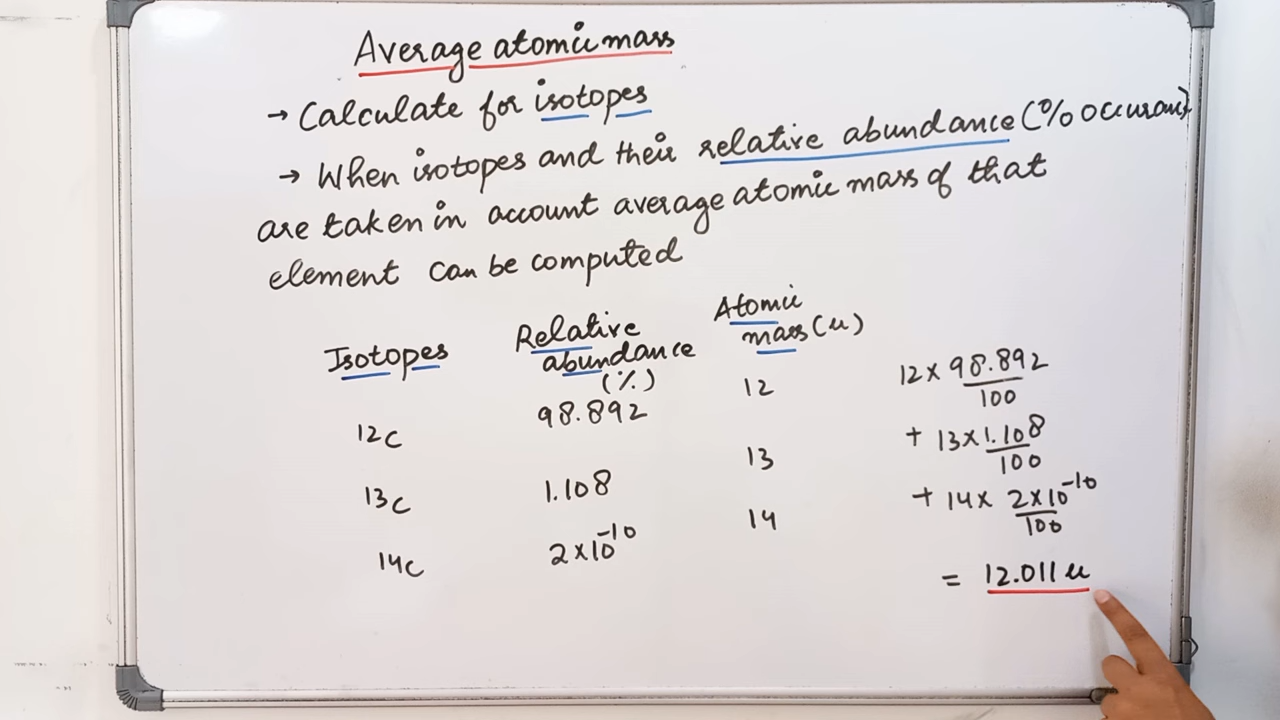 Average atomic mass
→ Calculate for isotopes
→ When isotopes and their relative abundance (% occuran)
are taken in account average atomic mass of that
element can be computed
Isotopes Relative abundance (%) Atomic mass (u)
12C 98.892 12 12 × 98.892/100
13C 1.108 13 + 13 × 1.108/100
14C 2×10⁻¹⁰ 14 + 14 × 2×10⁻¹⁰/100
= 12.011 u